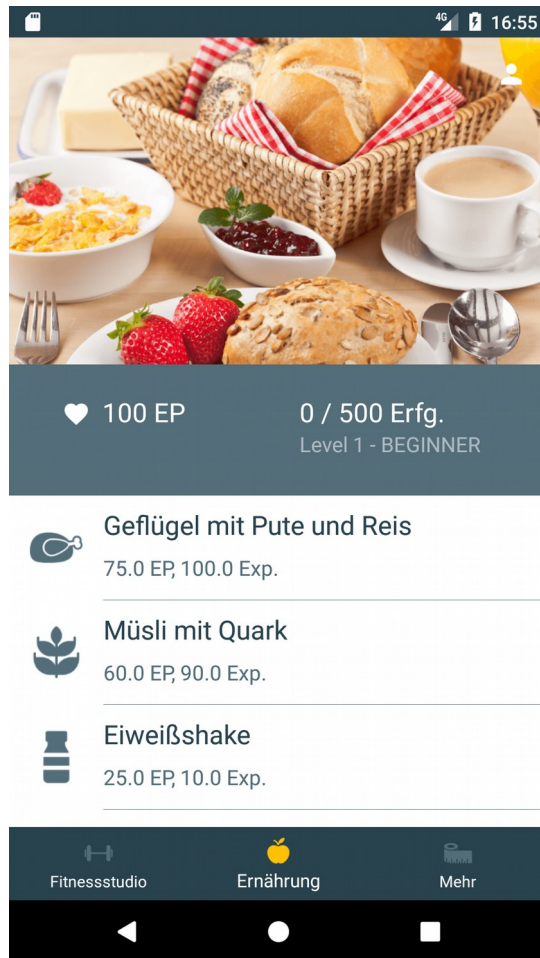 4G 16:55
100 EP
0 / 500 Erfg.
Level 1 - BEGINNER
Geflügel mit Pute und Reis
75.0 EP, 100.0 Exp.
Müsli mit Quark
60.0 EP, 90.0 Exp.
Eiweißshake
25.0 EP, 10.0 Exp.
Fitnessstudio Ernährung Mehr